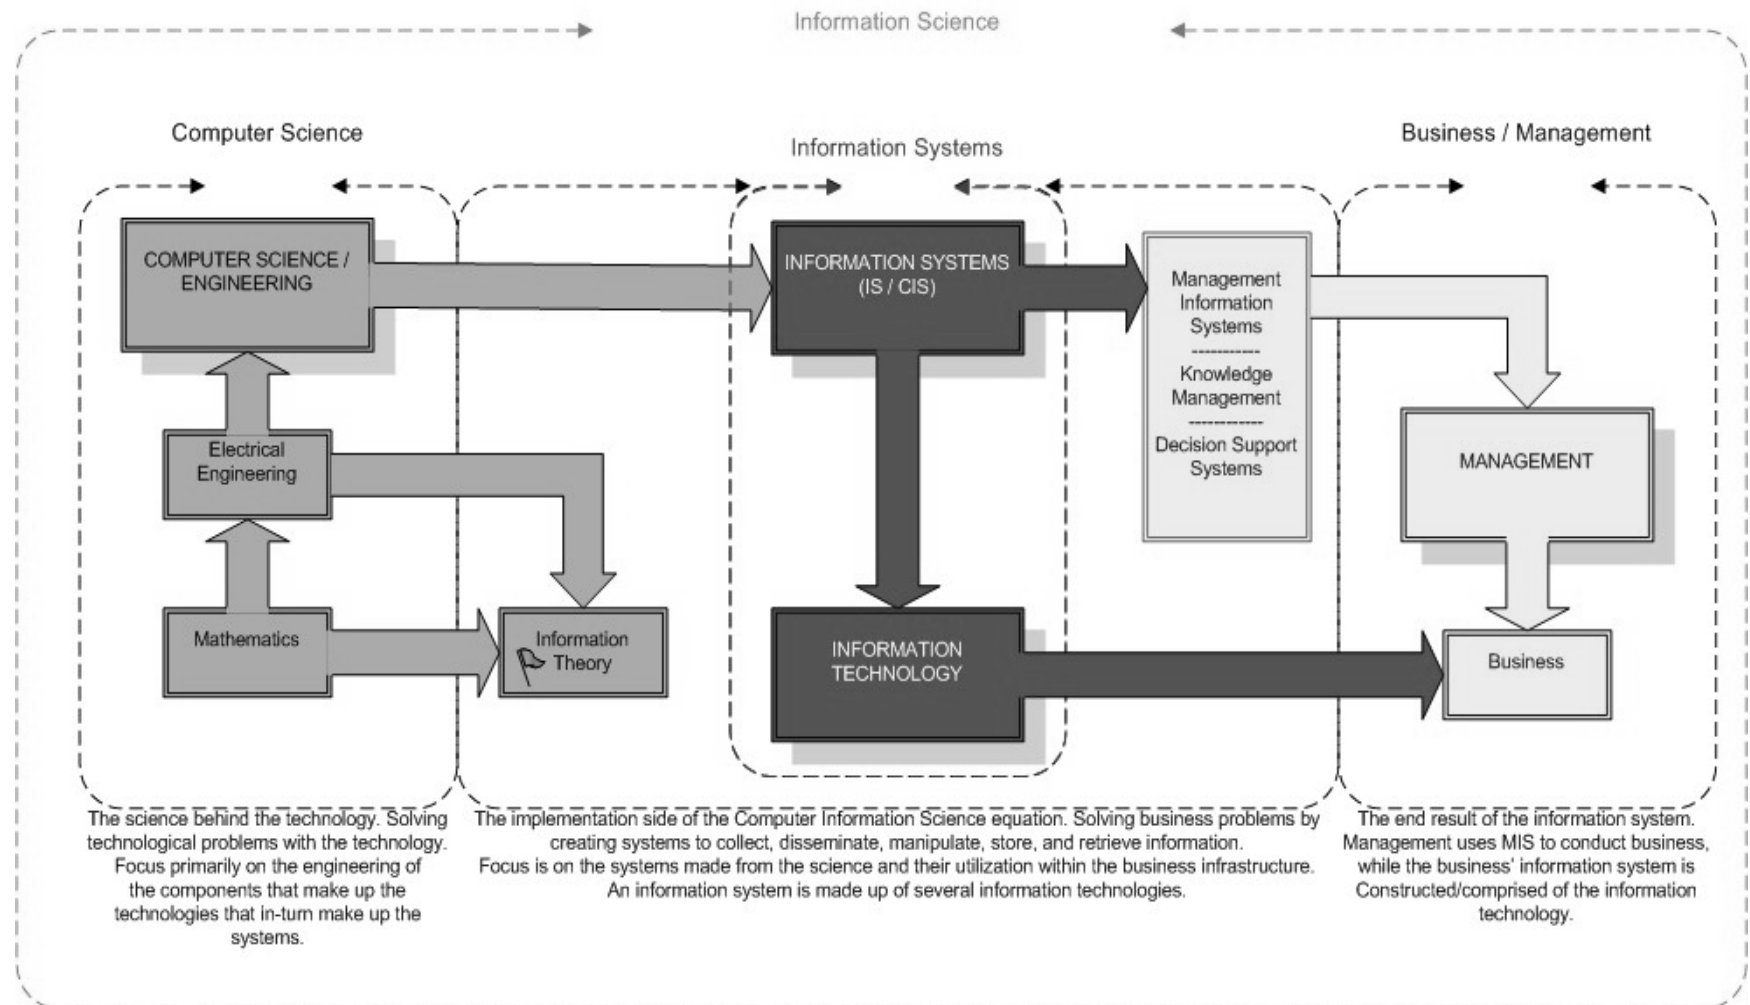 Information Science
Computer Science
Information Systems
Business / Management
COMPUTER SCIENCE /
ENGINEERING
Electrical
Engineering
Mathematics
Information
Theory
INFORMATION SYSTEMS
(IS / CIS)
INFORMATION
TECHNOLOGY
Management
Information
Systems
-----------
Knowledge
Management
------------
Decision Support
Systems
MANAGEMENT
Business
The science behind the technology. Solving
technological problems with the technology.
Focus primarily on the engineering of
the components that make up the
technologies that in-turn make up the
systems.
The implementation side of the Computer Information Science equation. Solving business problems by
creating systems to collect, disseminate, manipulate, store, and retrieve information.
Focus is on the systems made from the science and their utilization within the business infrastructure.
An information system is made up of several information technologies.
The end result of the information system.
Management uses MIS to conduct business,
while the business' information system is
Constructed/comprised of the information
technology.